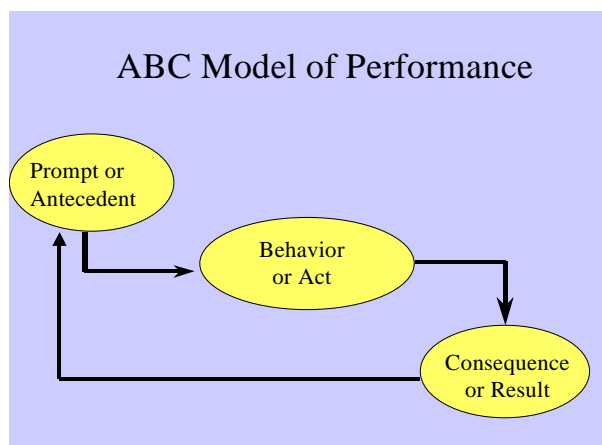 ABC Model of Performance
Prompt or
Antecedent
Behavior
or Act
Consequence
or Result